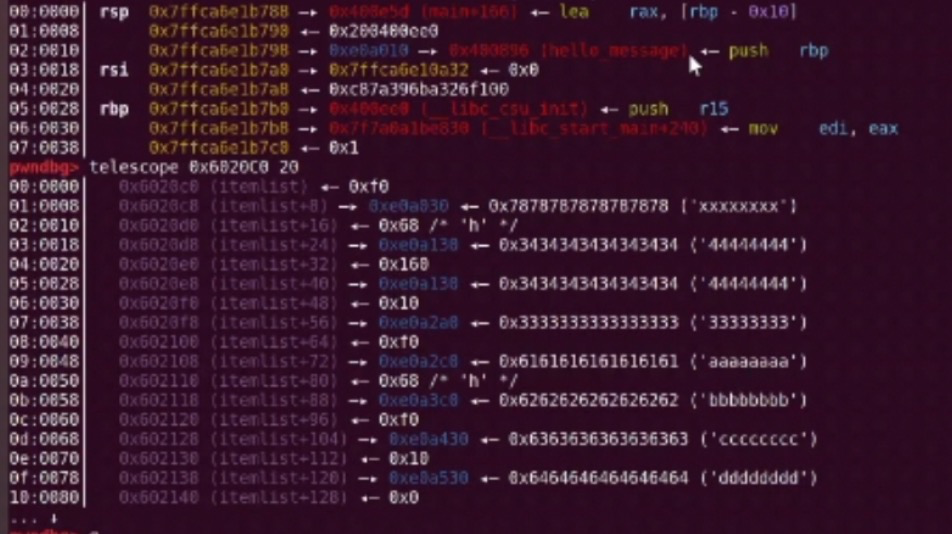 00:0000│ rsp 0x7ffca6e1b788 —▸ 0x400e5d (main+166) ◂— lea rax, [rbp - 0x10]
01:0008│ 0x7ffca6e1b790 ◂— 0x200400ee0
02:0010│ 0x7ffca6e1b798 —▸ 0xe0a010 —▸ 0x400896 (hello_message) ◂— push rbp
03:0018│ rsi 0x7ffca6e1b7a0 —▸ 0x7ffca6e10a32 ◂— 0x0
04:0020│ 0x7ffca6e1b7a8 ◂— 0xc87a396ba326f100
05:0028│ rbp 0x7ffca6e1b7b0 —▸ 0x400ee0 (__libc_csu_init) ◂— push r15
06:0030│ 0x7ffca6e1b7b8 —▸ 0x7f7a0a1be830 (__libc_start_main+240) ◂— mov edi, eax
07:0038│ 0x7ffca6e1b7c0 ◂— 0x1
pwndbg> telescope 0x6020C0 20
00:0000│ 0x6020c0 (itemlist) ◂— 0xf0
01:0008│ 0x6020c8 (itemlist+8) —▸ 0xe0a030 ◂— 0x7878787878787878 ('xxxxxxxx')
02:0010│ 0x6020d0 (itemlist+16) ◂— 0x68 /* 'h' */
03:0018│ 0x6020d8 (itemlist+24) —▸ 0xe0a130 ◂— 0x3434343434343434 ('44444444')
04:0020│ 0x6020e0 (itemlist+32) ◂— 0x160
05:0028│ 0x6020e8 (itemlist+40) —▸ 0xe0a130 ◂— 0x3434343434343434 ('44444444')
06:0030│ 0x6020f0 (itemlist+48) ◂— 0x10
07:0038│ 0x6020f8 (itemlist+56) —▸ 0xe0a2a0 ◂— 0x3333333333333333 ('33333333')
08:0040│ 0x602100 (itemlist+64) ◂— 0xf0
09:0048│ 0x602108 (itemlist+72) —▸ 0xe0a2c0 ◂— 0x6161616161616161 ('aaaaaaaa')
0a:0050│ 0x602110 (itemlist+80) ◂— 0x68 /* 'h' */
0b:0058│ 0x602118 (itemlist+88) —▸ 0xe0a3c0 ◂— 0x6262626262626262 ('bbbbbbbb')
0c:0060│ 0x602120 (itemlist+96) ◂— 0xf0
0d:0068│ 0x602128 (itemlist+104) —▸ 0xe0a430 ◂— 0x6363636363636363 ('cccccccc')
0e:0070│ 0x602130 (itemlist+112) ◂— 0x10
0f:0078│ 0x602138 (itemlist+120) —▸ 0xe0a530 ◂— 0x6464646464646464 ('dddddddd')
10:0080│ 0x602140 (itemlist+128) ◂— 0x0
... ↓